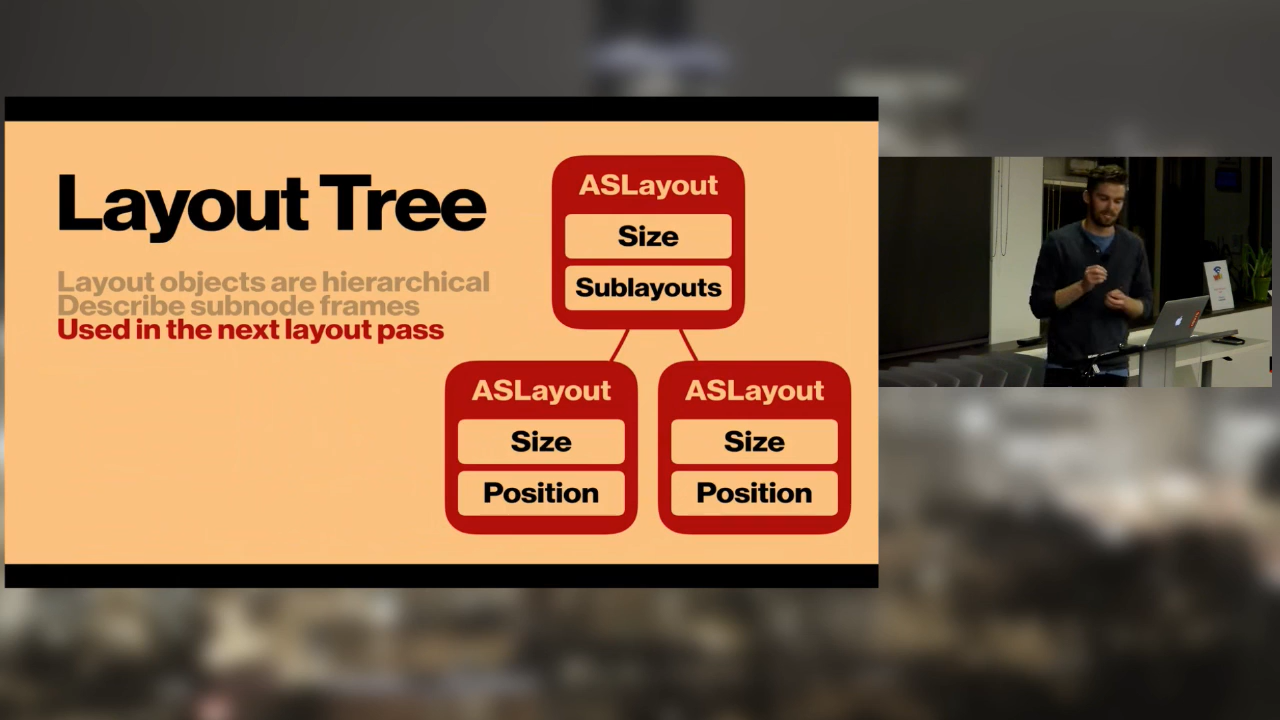 Layout Tree
Layout objects are hierarchical
Describe subnode frames
Used in the next layout pass
ASLayout
Size
Sublayouts
ASLayout
Size
Position
ASLayout
Size
Position